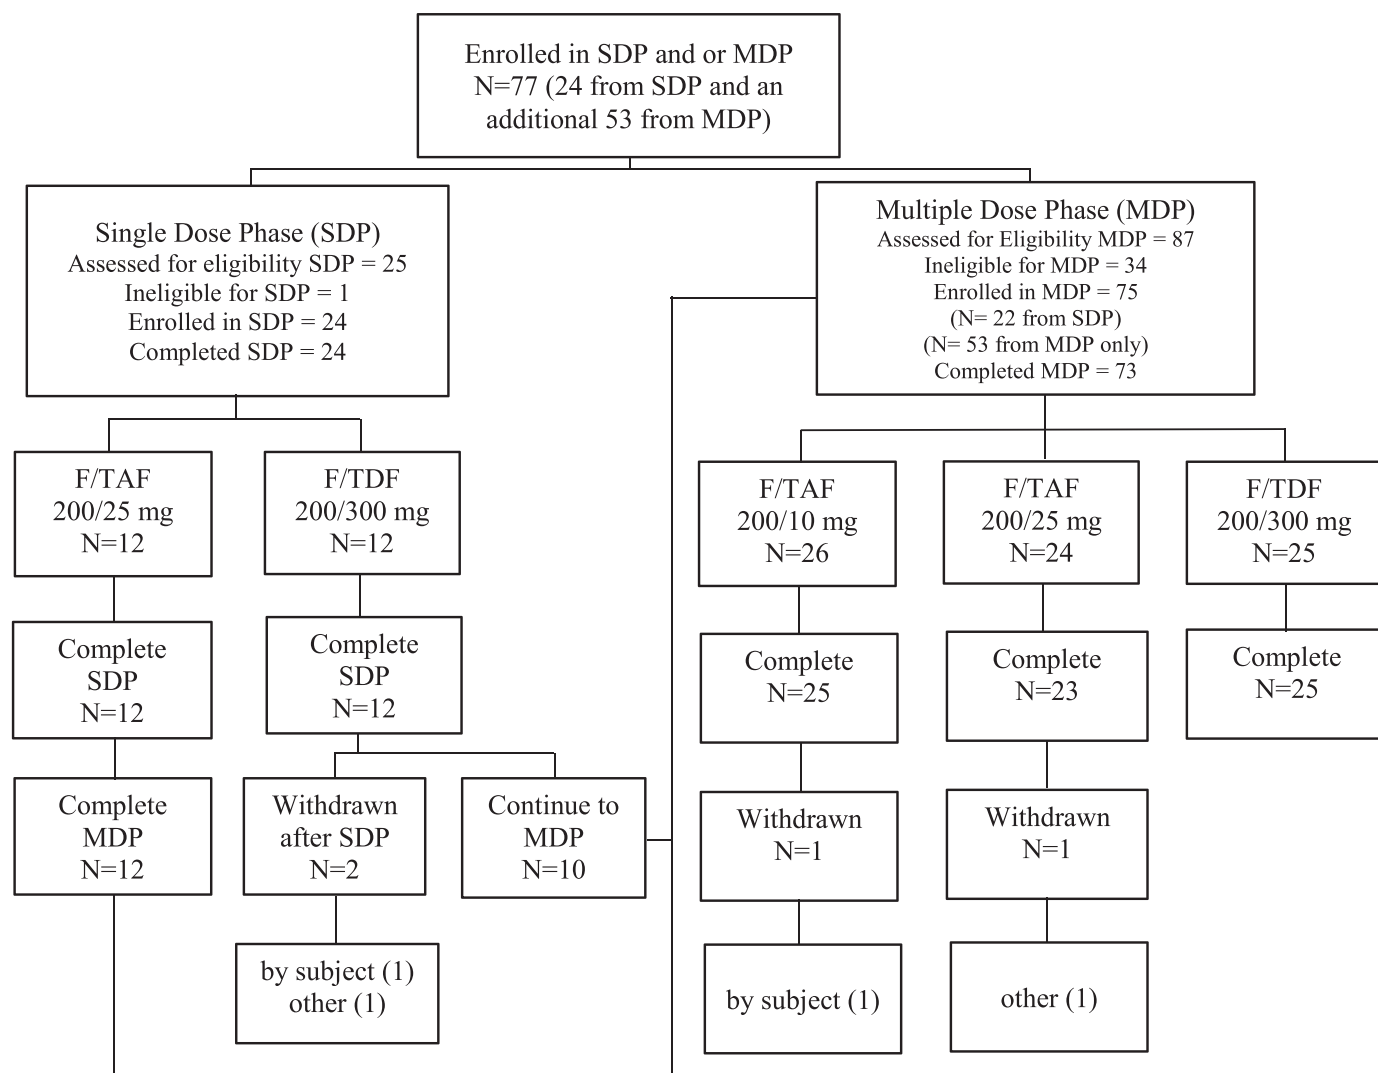 Enrolled in SDP and or MDP
N=77 (24 from SDP and an
additional 53 from MDP)
Single Dose Phase (SDP)
Assessed for eligibility SDP = 25
Ineligible for SDP = 1
Enrolled in SDP = 24
Completed SDP = 24
Multiple Dose Phase (MDP)
Assessed for Eligibility MDP = 87
Ineligible for MDP = 34
Enrolled in MDP = 75
(N= 22 from SDP)
(N= 53 from MDP only)
Completed MDP = 73
F/TAF
200/25 mg
N=12
F/TDF
200/300 mg
N=12
F/TAF
200/10 mg
N=26
F/TAF
200/25 mg
N=24
F/TDF
200/300 mg
N=25
Complete
SDP
N=12
Complete
SDP
N=12
Complete
N=25
Complete
N=23
Complete
N=25
Complete
MDP
N=12
Withdrawn
after SDP
N=2
Continue to
MDP
N=10
Withdrawn
N=1
Withdrawn
N=1
by subject (1)
other (1)
by subject (1)
other (1)